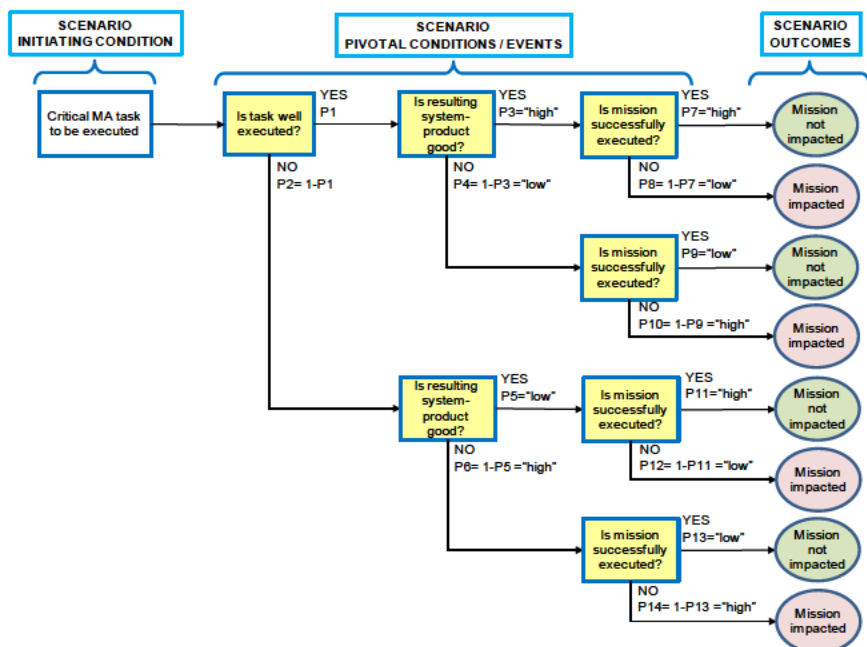 SCENARIO
INITIATING CONDITION
SCENARIO
PIVOTAL CONDITIONS / EVENTS
SCENARIO
OUTCOMES
Critical MA task
to be executed
Is task well
executed?
YES
P1
NO
P2= 1-P1
Is resulting
system-
product
good?
YES
P3="high"
NO
P4= 1-P3 ="low"
Is mission
successfully
executed?
YES
P7="high"
Mission
not
impacted
NO
P8= 1-P7 ="low"
Mission
impacted
Is mission
successfully
executed?
YES
P9="low"
Mission
not
impacted
NO
P10= 1-P9 ="high"
Mission
impacted
Is resulting
system-
product
good?
YES
P5="low"
NO
P6= 1-P5 ="high"
Is mission
successfully
executed?
YES
P11="high"
Mission
not
impacted
NO
P12= 1-P11 ="low"
Mission
impacted
Is mission
successfully
executed?
YES
P13="low"
Mission
not
impacted
NO
P14= 1-P13 ="high"
Mission
impacted